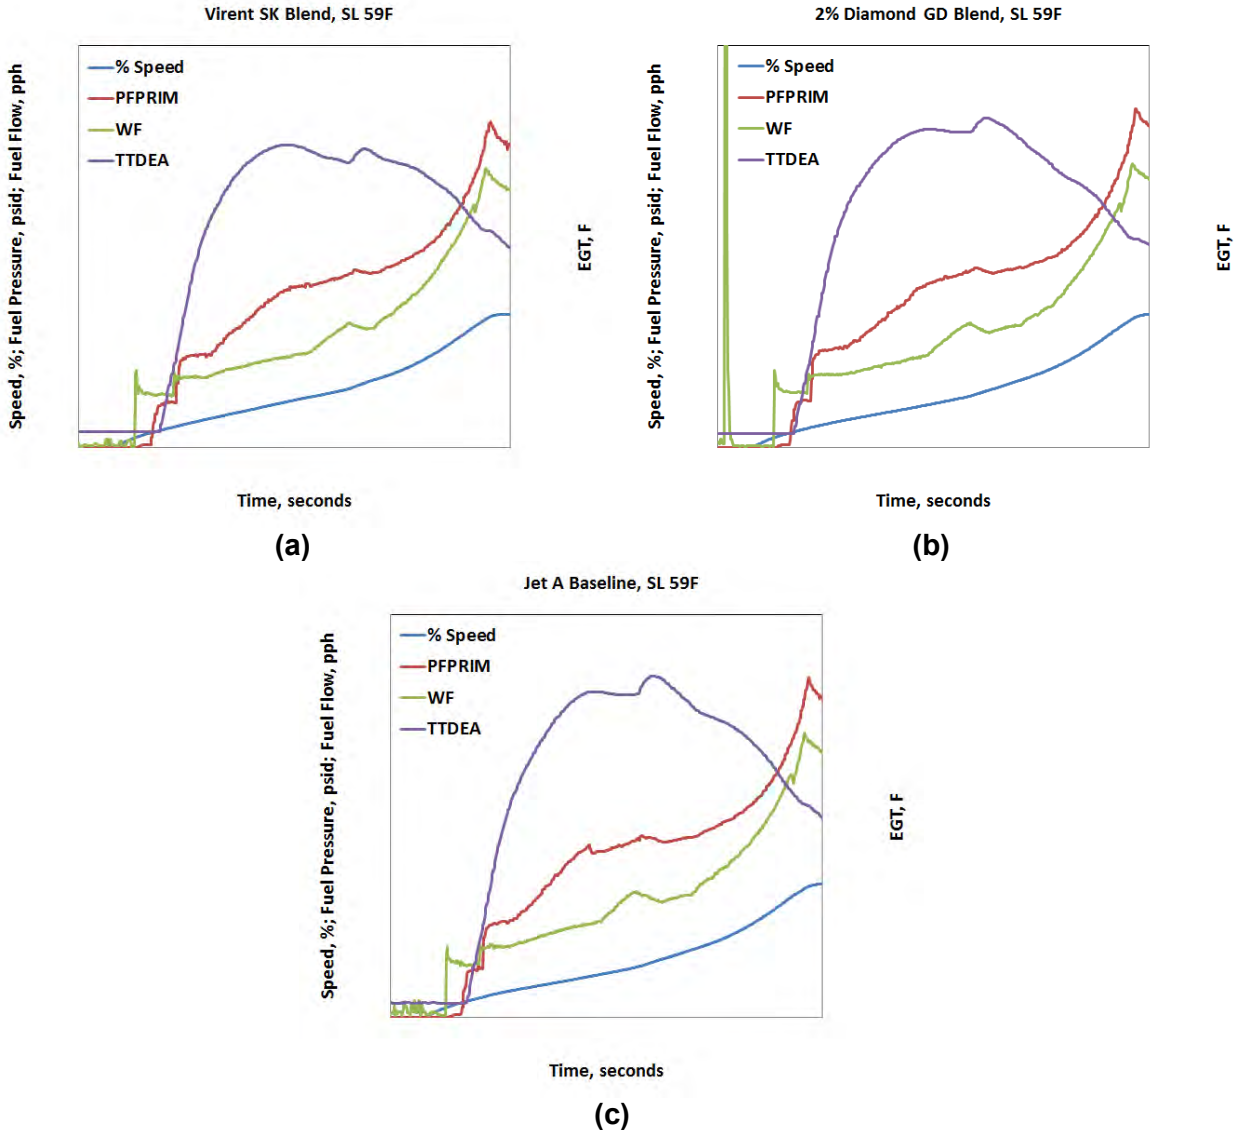 Virent SK Blend, SL 59F
Speed, %; Fuel Pressure, psid; Fuel Flow, pph
% Speed
PFPRIM
WF
TTDEA
EGT, F
Time, seconds
(a)
2% Diamond GD Blend, SL 59F
Speed, %; Fuel Pressure, psid; Fuel Flow, pph
% Speed
PFPRIM
WF
TTDEA
EGT, F
Time, seconds
(b)
Jet A Baseline, SL 59F
Speed, %; Fuel Pressure, psid; Fuel Flow, pph
% Speed
PFPRIM
WF
TTDEA
EGT, F
Time, seconds
(c)